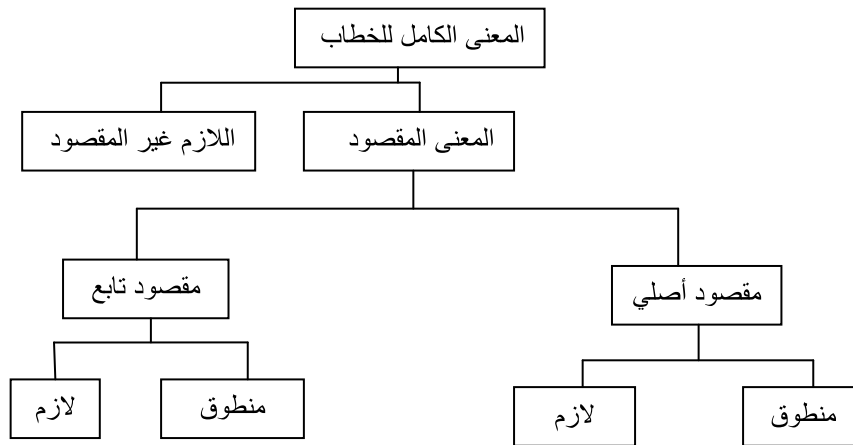 المعنى الكامل للخطاب
المعنى المقصود
اللازم غير المقصود
مقصود أصلي
مقصود تابع
منطوق
لازم
منطوق
لازم